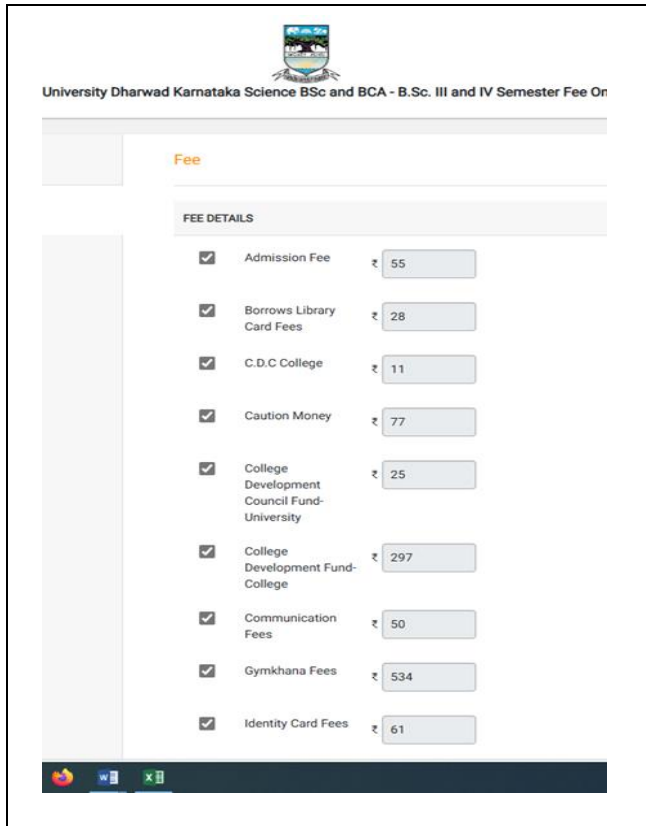 University Dharwad Karnataka Science BSc and BCA - B.Sc. III and IV Semester Fee On
Fee
FEE DETAILS
Admission Fee ₹ 55
Borrows Library
Card Fees ₹ 28
C.D.C College ₹ 11
Caution Money ₹ 77
College
Development
Council Fund-
University ₹ 25
College
Development Fund-
College ₹ 297
Communication
Fees ₹ 50
Gymkhana Fees ₹ 534
Identity Card Fees ₹ 61